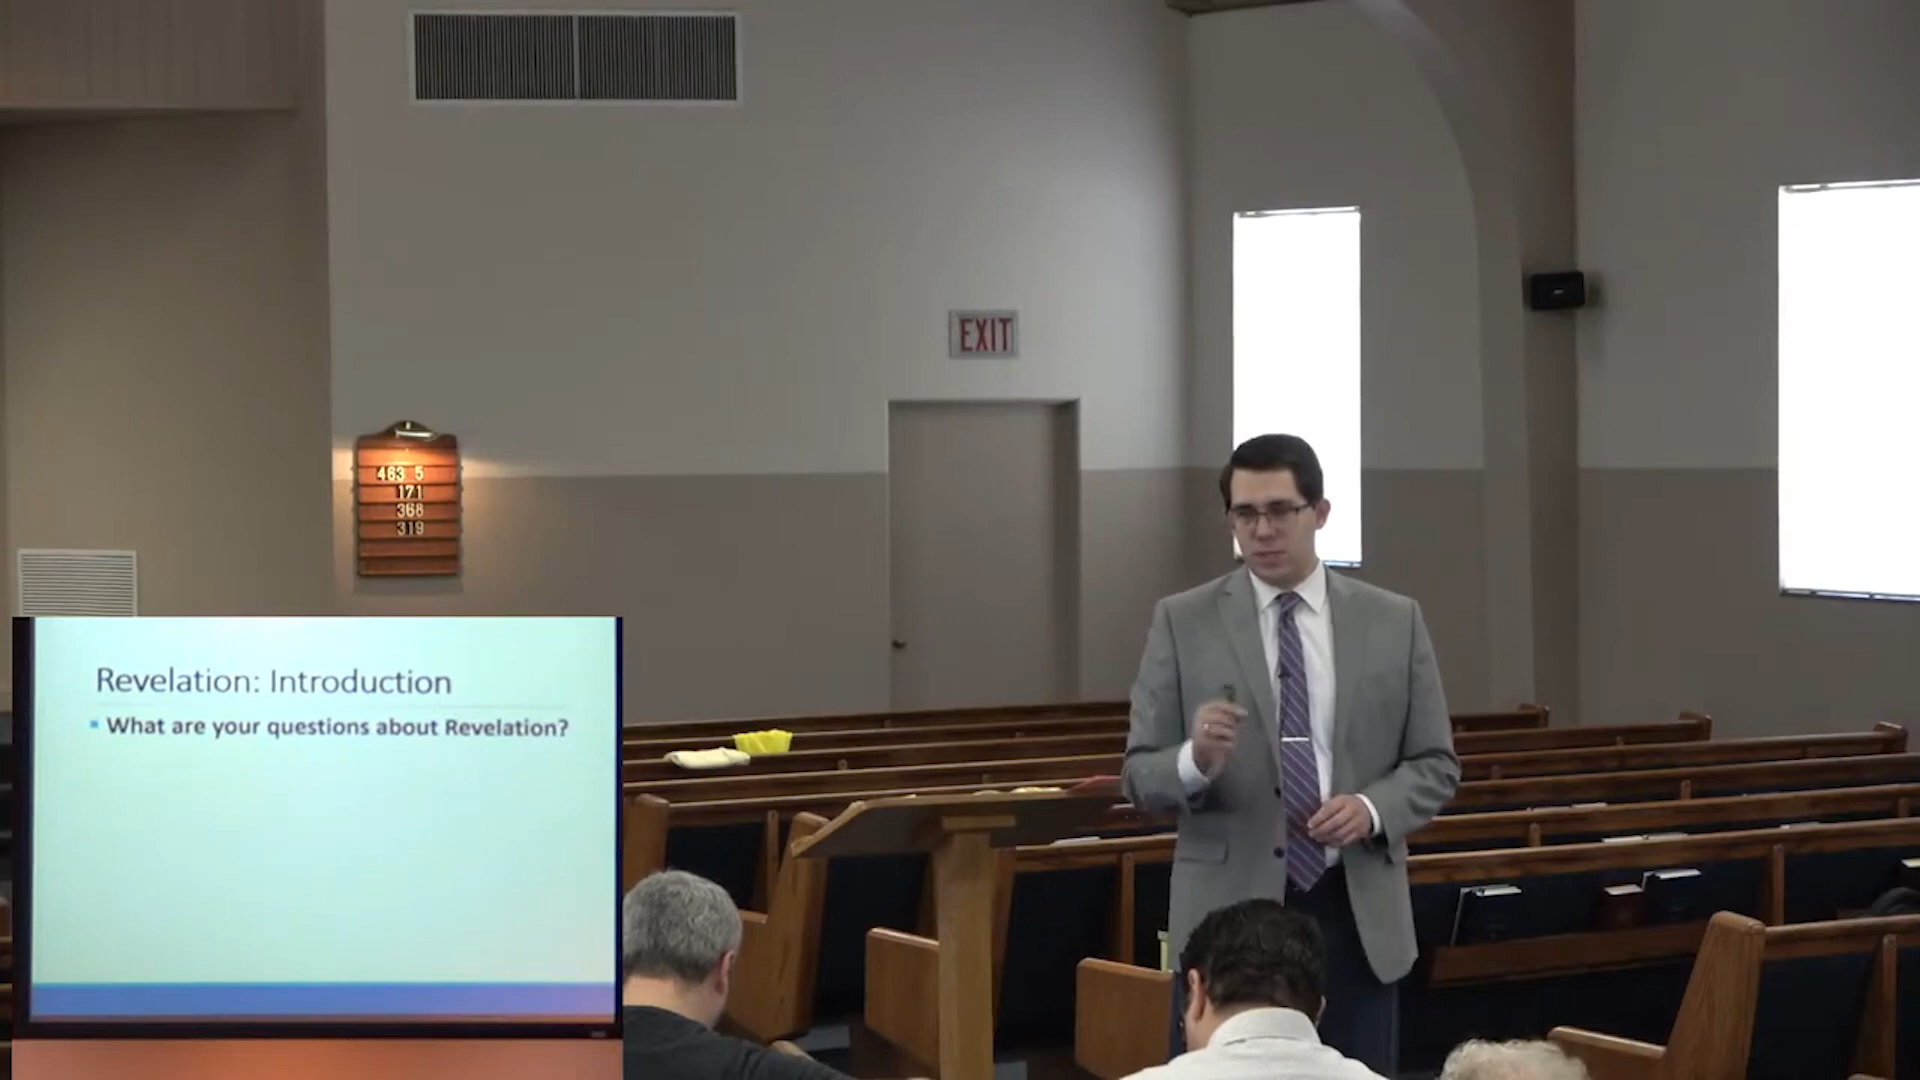 EXIT
463 5
171
368
319
Revelation: Introduction
What are your questions about Revelation?